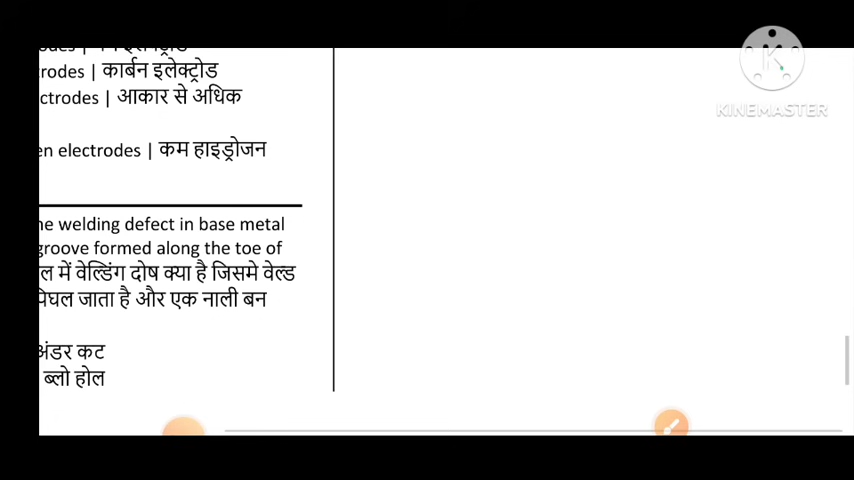 trodes | कार्बन इलेक्ट्रोड
ctrodes | आकार से अधिक
en electrodes | कम हाइड्रोजन
he welding defect in base metal
groove formed along the toe of
ल में वेल्डिंग दोष क्या है जिसमे वेल्ड
पिघल जाता है और एक नाली बन
अंडर कट
ब्लो होल
KINEMASTER